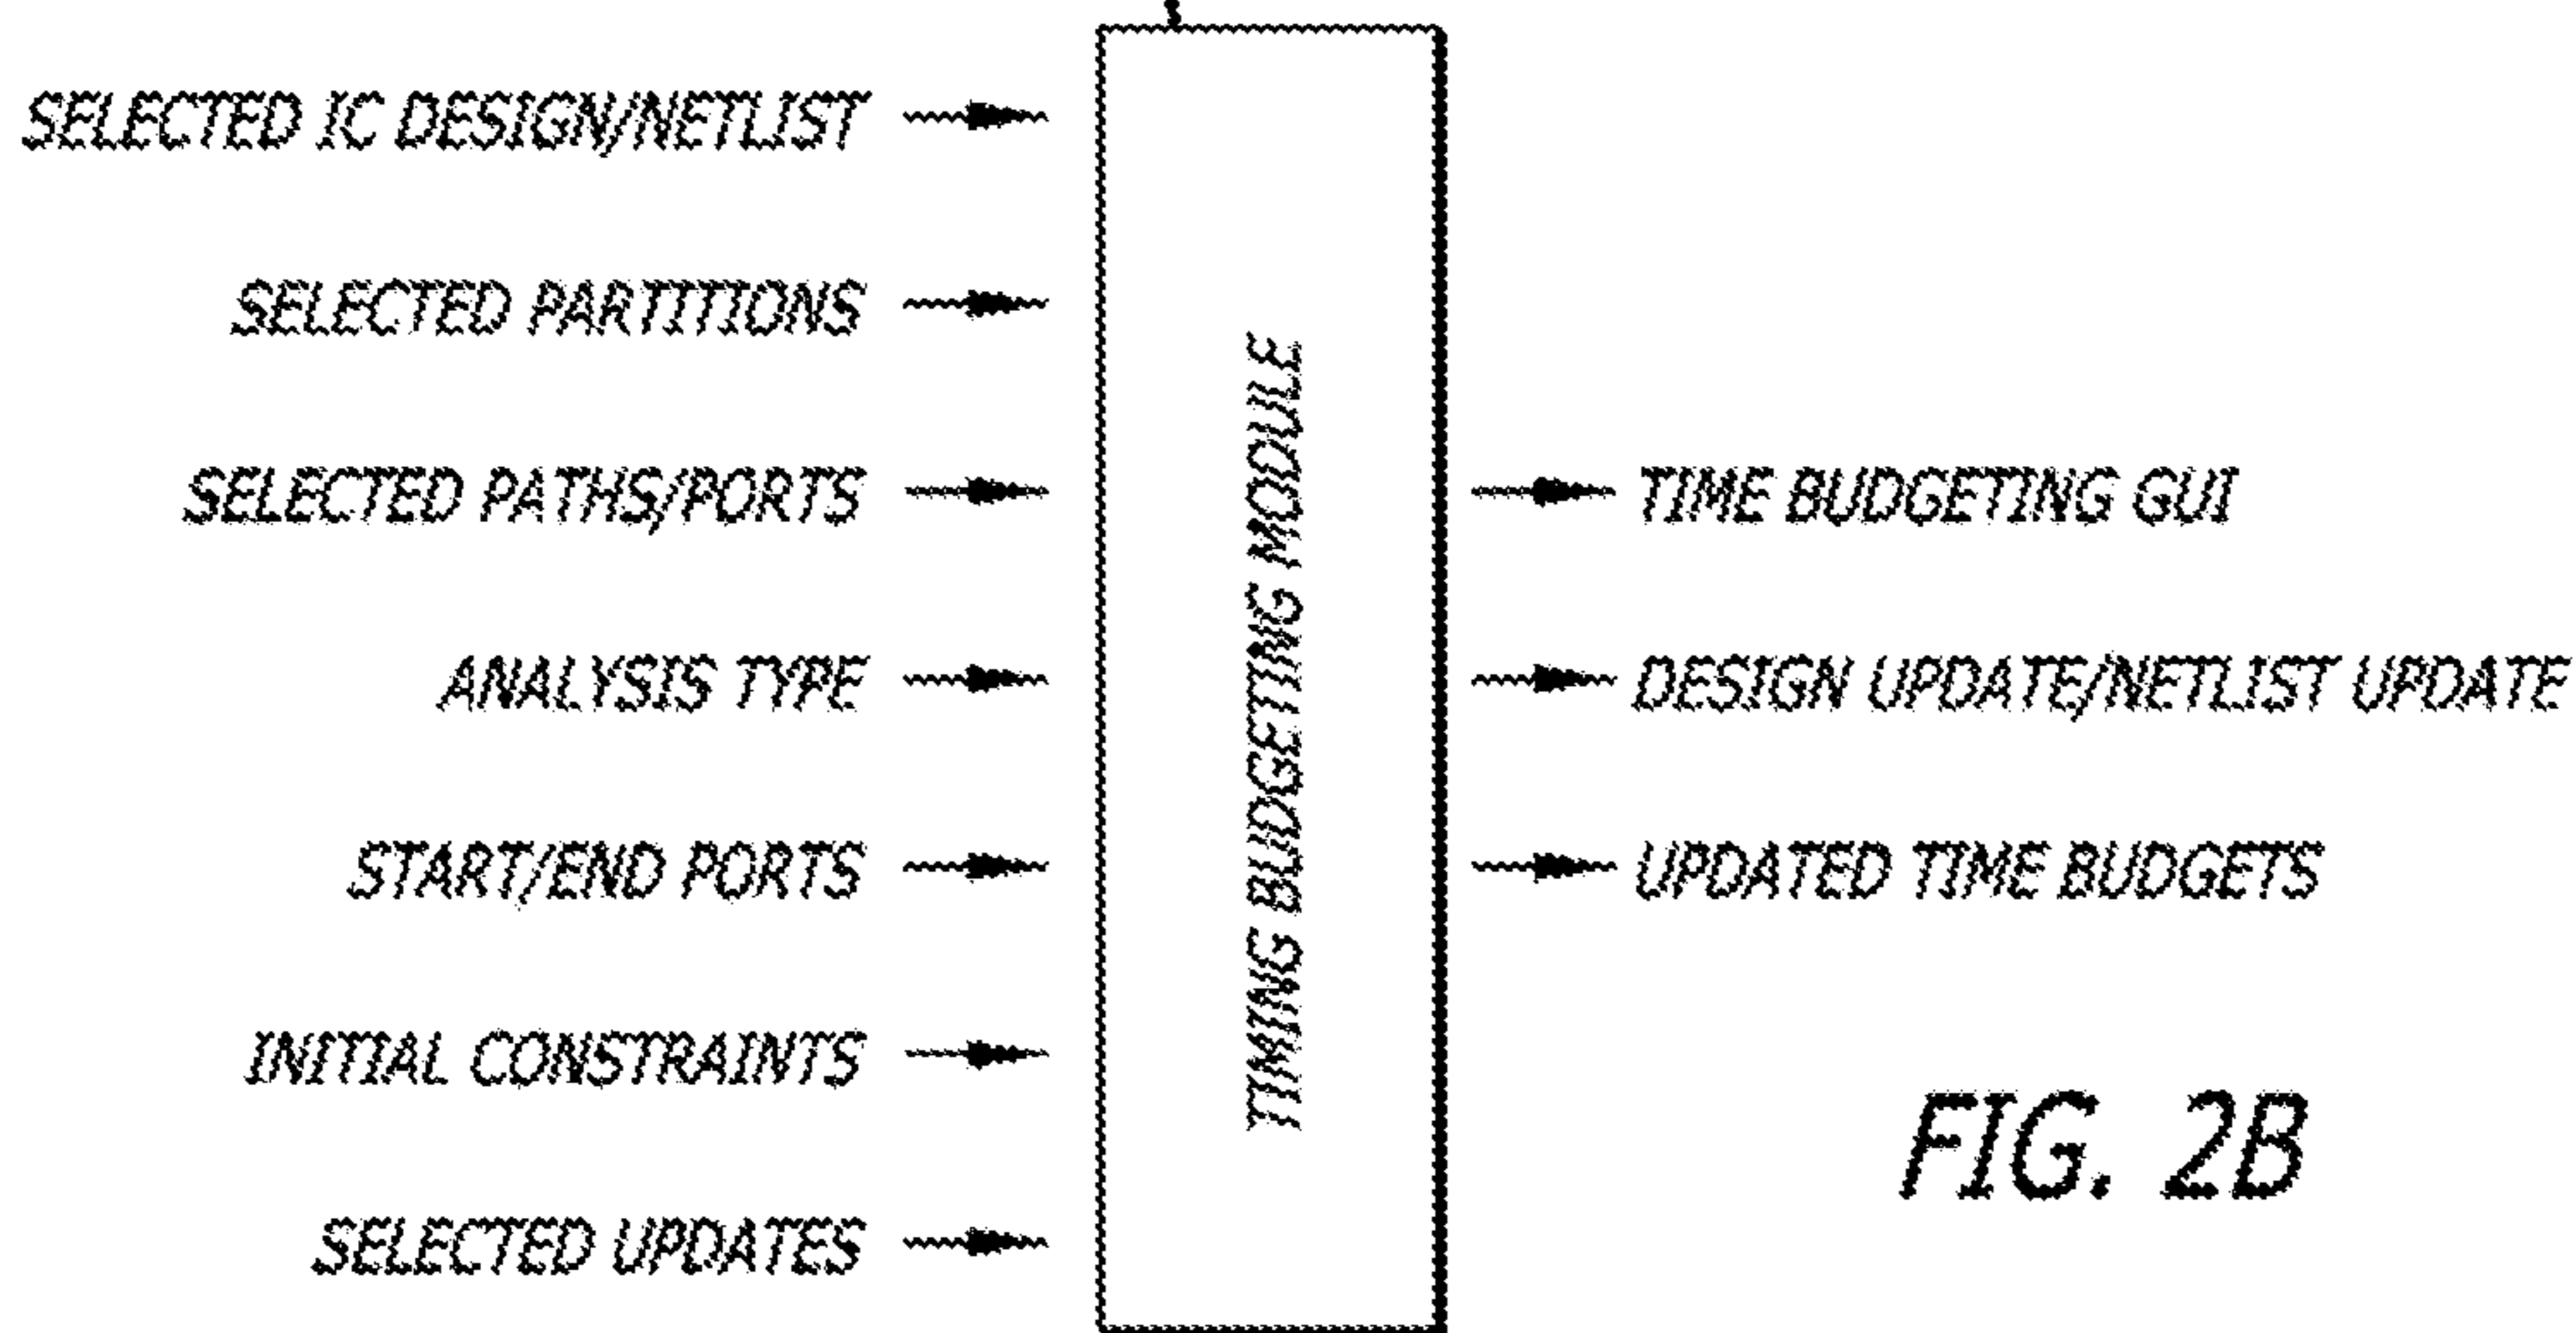 SELECTED IC DESIGN/NETLIST
SELECTED PARTITIONS
SELECTED PATHS/PORTS
ANALYSIS TYPE
START/END PORTS
INITIAL CONSTRAINTS
SELECTED UPDATES
TIMING BUDGETING MODULE
TIME BUDGETING GUI
DESIGN UPDATE/NETLIST UPDATE
UPDATED TIME BUDGETS
FIG. 2B